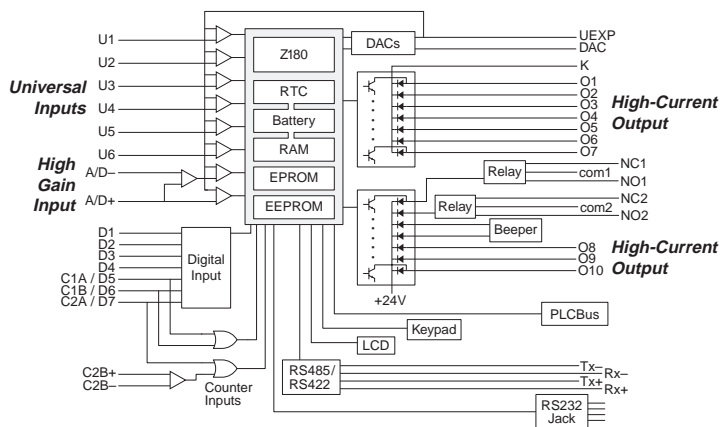 U1
U2
U3
U4
U5
U6
Universal
Inputs
High
Gain
Input
A/D–
A/D+
Z180
RTC
Battery
RAM
EPROM
EEPROM
DACs
UEXP
DAC
K
O1
O2
O3
O4
O5
O6
O7
High-Current
Output
Relay
NC1
com1
NO1
Relay
NC2
com2
NO2
Beeper
O8
O9
O10
High-Current
Output
+24V
D1
D2
D3
D4
C1A / D5
C1B / D6
C2A / D7
Digital
Input
C2B+
C2B–
Counter
Inputs
PLCBus
Keypad
LCD
RS485/
RS422
Tx–
Rx–
Tx+
Rx+
RS232
Jack